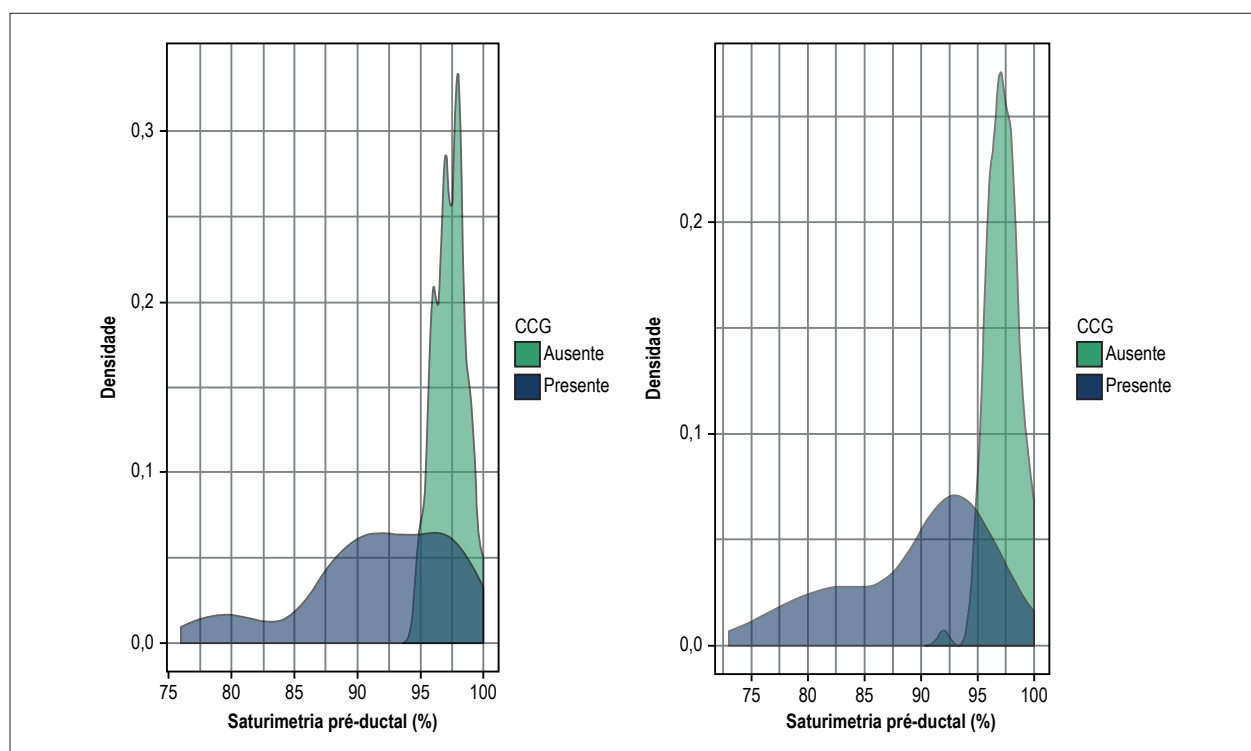 0,3
0,2
0,1
0,0
Densidade
75 80 85 90 95 100
Saturimetria pré-ductal (%)
CCG
Ausente
Presente
0,2
0,1
0,0
Densidade
75 80 85 90 95 100
Saturimetria pré-ductal (%)
CCG
Ausente
Presente